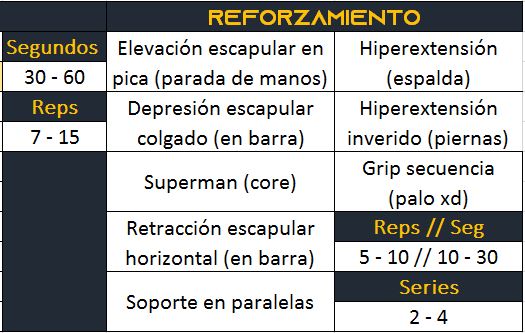 REFORZAMIENTO
Segundos
30 - 60
Reps
7 - 15
Elevación escapular en
pica (parada de manos)
Depresión escapular
colgado (en barra)
Superman (core)
Retracción escapular
horizontal (en barra)
Soporte en paralelas
Hiperextensión
(espalda)
Hiperextensión
inverido (piernas)
Grip secuencia
(palo xd)
Reps // Seg
5 - 10 // 10 - 30
Series
2 - 4